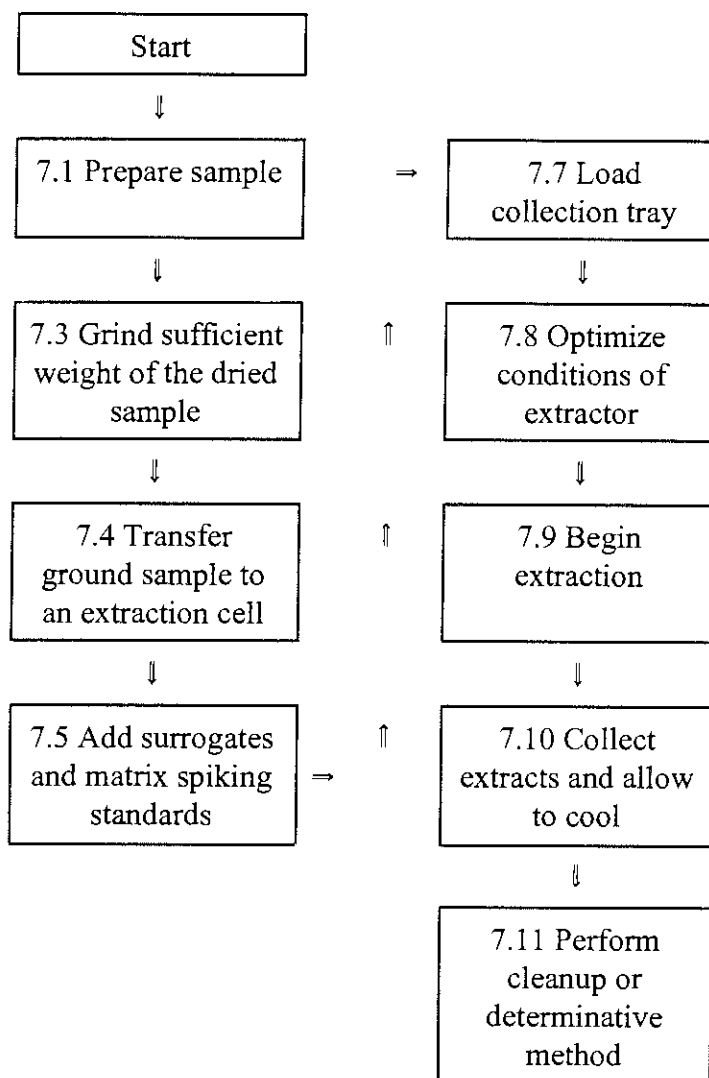 Start
7.1 Prepare sample
7.3 Grind sufficient
weight of the dried
sample
7.4 Transfer
ground sample to
an extraction cell
7.5 Add surrogates
and matrix spiking
standards
7.7 Load
collection tray
7.8 Optimize
conditions of
extractor
7.9 Begin
extraction
7.10 Collect
extracts and allow
to cool
7.11 Perform
cleanup or
determinative
method